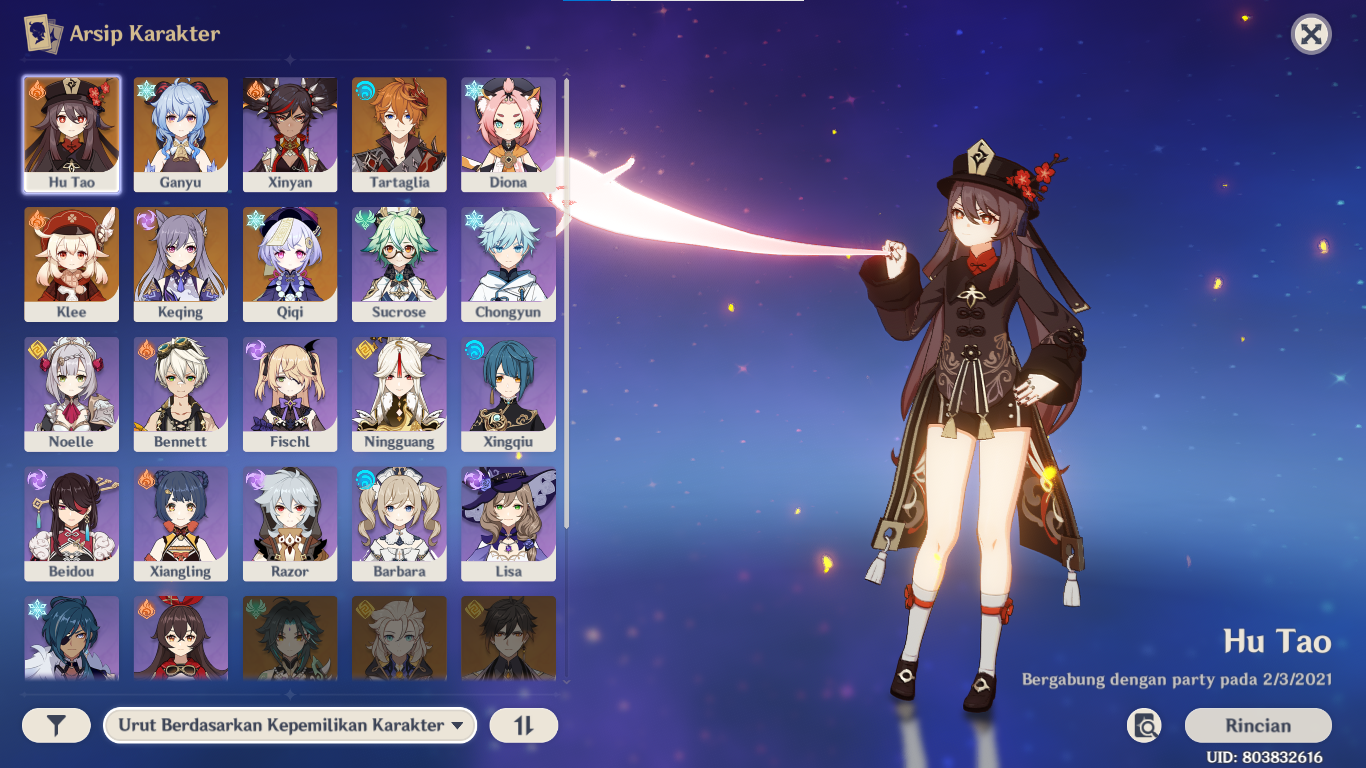 Arsip Karakter
Hu Tao
Ganyu
Xinyan
Tartaglia
Diona
Klee
Keqing
Qiqi
Sucrose
Chongyun
Noelle
Bennett
Fischl
Ningguang
Xingqiu
Beidou
Xiangling
Razor
Barbara
Lisa
Hu Tao
Bergabung dengan party pada 2/3/2021
Urut Berdasarkan Kepemilikan Karakter
Rincian
UID: 803832616